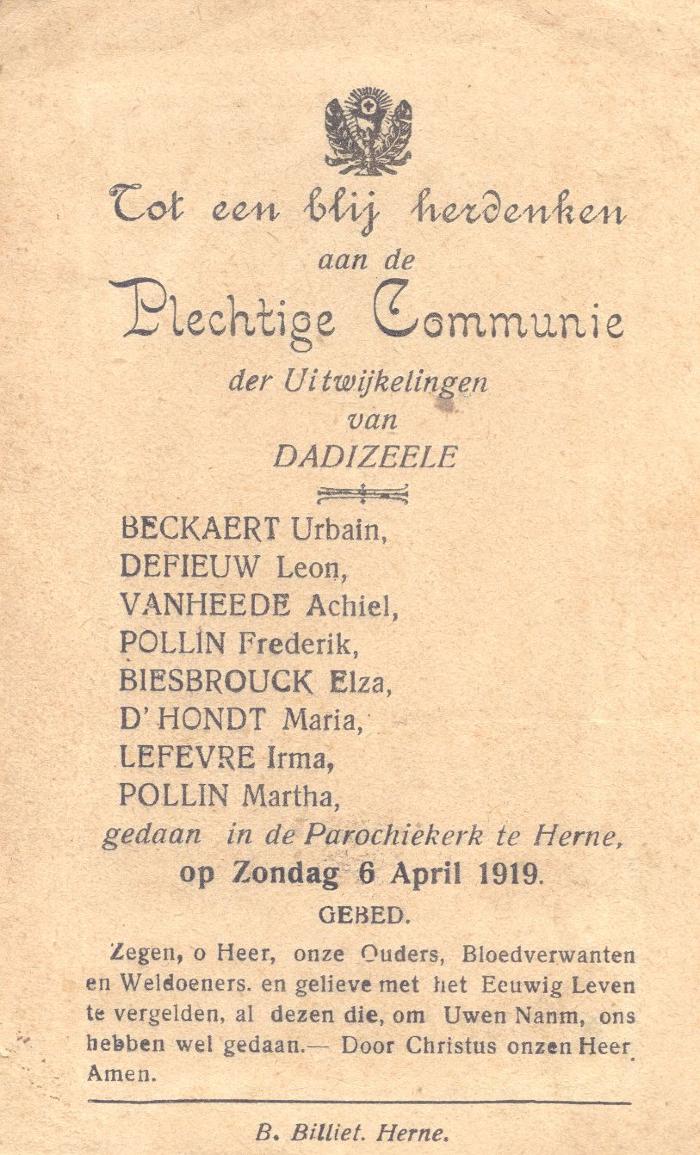 Tot een blij herdenken
aan de
Plechtige Communie
der Uitwijkelingen
van
DADIZEELE
BECKAERT Urbain,
DEFIEUW Leon,
VANHEEDE Achiel,
POLLIN Frederik,
BIESBROUCK Elza,
D'HONDT Maria,
LEFEVRE Irma,
POLLIN Martha,
gedaan in de Parochiekerk te Herne,
op Zondag 6 April 1919.
GEBED.
Zegen, o Heer, onze Ouders, Bloedverwanten
en Weldoeners. en gelieve met het Eeuwig Leven
te vergelden, al dezen die, om Uwen Nanm, ons
hebben wel gedaan.— Door Christus onzen Heer.
Amen.
B. Billiet. Herne.